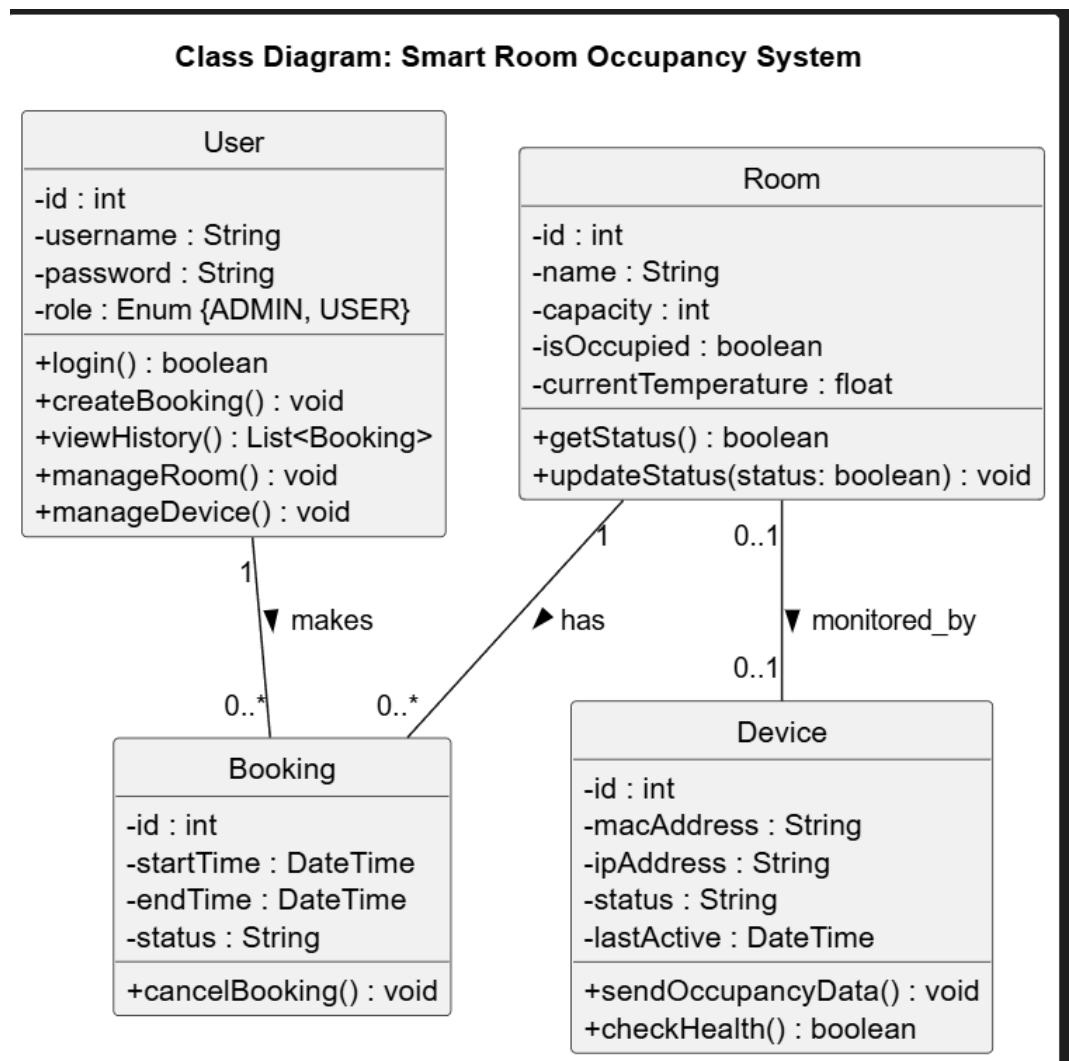 Class Diagram: Smart Room Occupancy System
User
-id : int
-username : String
-password : String
-role : Enum {ADMIN, USER}
+login() : boolean
+createBooking() : void
+viewHistory() : List<Booking>
+manageRoom() : void
+manageDevice() : void
Room
-id : int
-name : String
-capacity : int
-isOccupied : boolean
-currentTemperature : float
+getStatus() : boolean
+updateStatus(status: boolean) : void
1
makes
0..*
1
has
0..*
0..1
monitored_by
0..1
Booking
-id : int
-startTime : DateTime
-endTime : DateTime
-status : String
+cancelBooking() : void
Device
-id : int
-macAddress : String
-ipAddress : String
-status : String
-lastActive : DateTime
+sendOccupancyData() : void
+checkHealth() : boolean